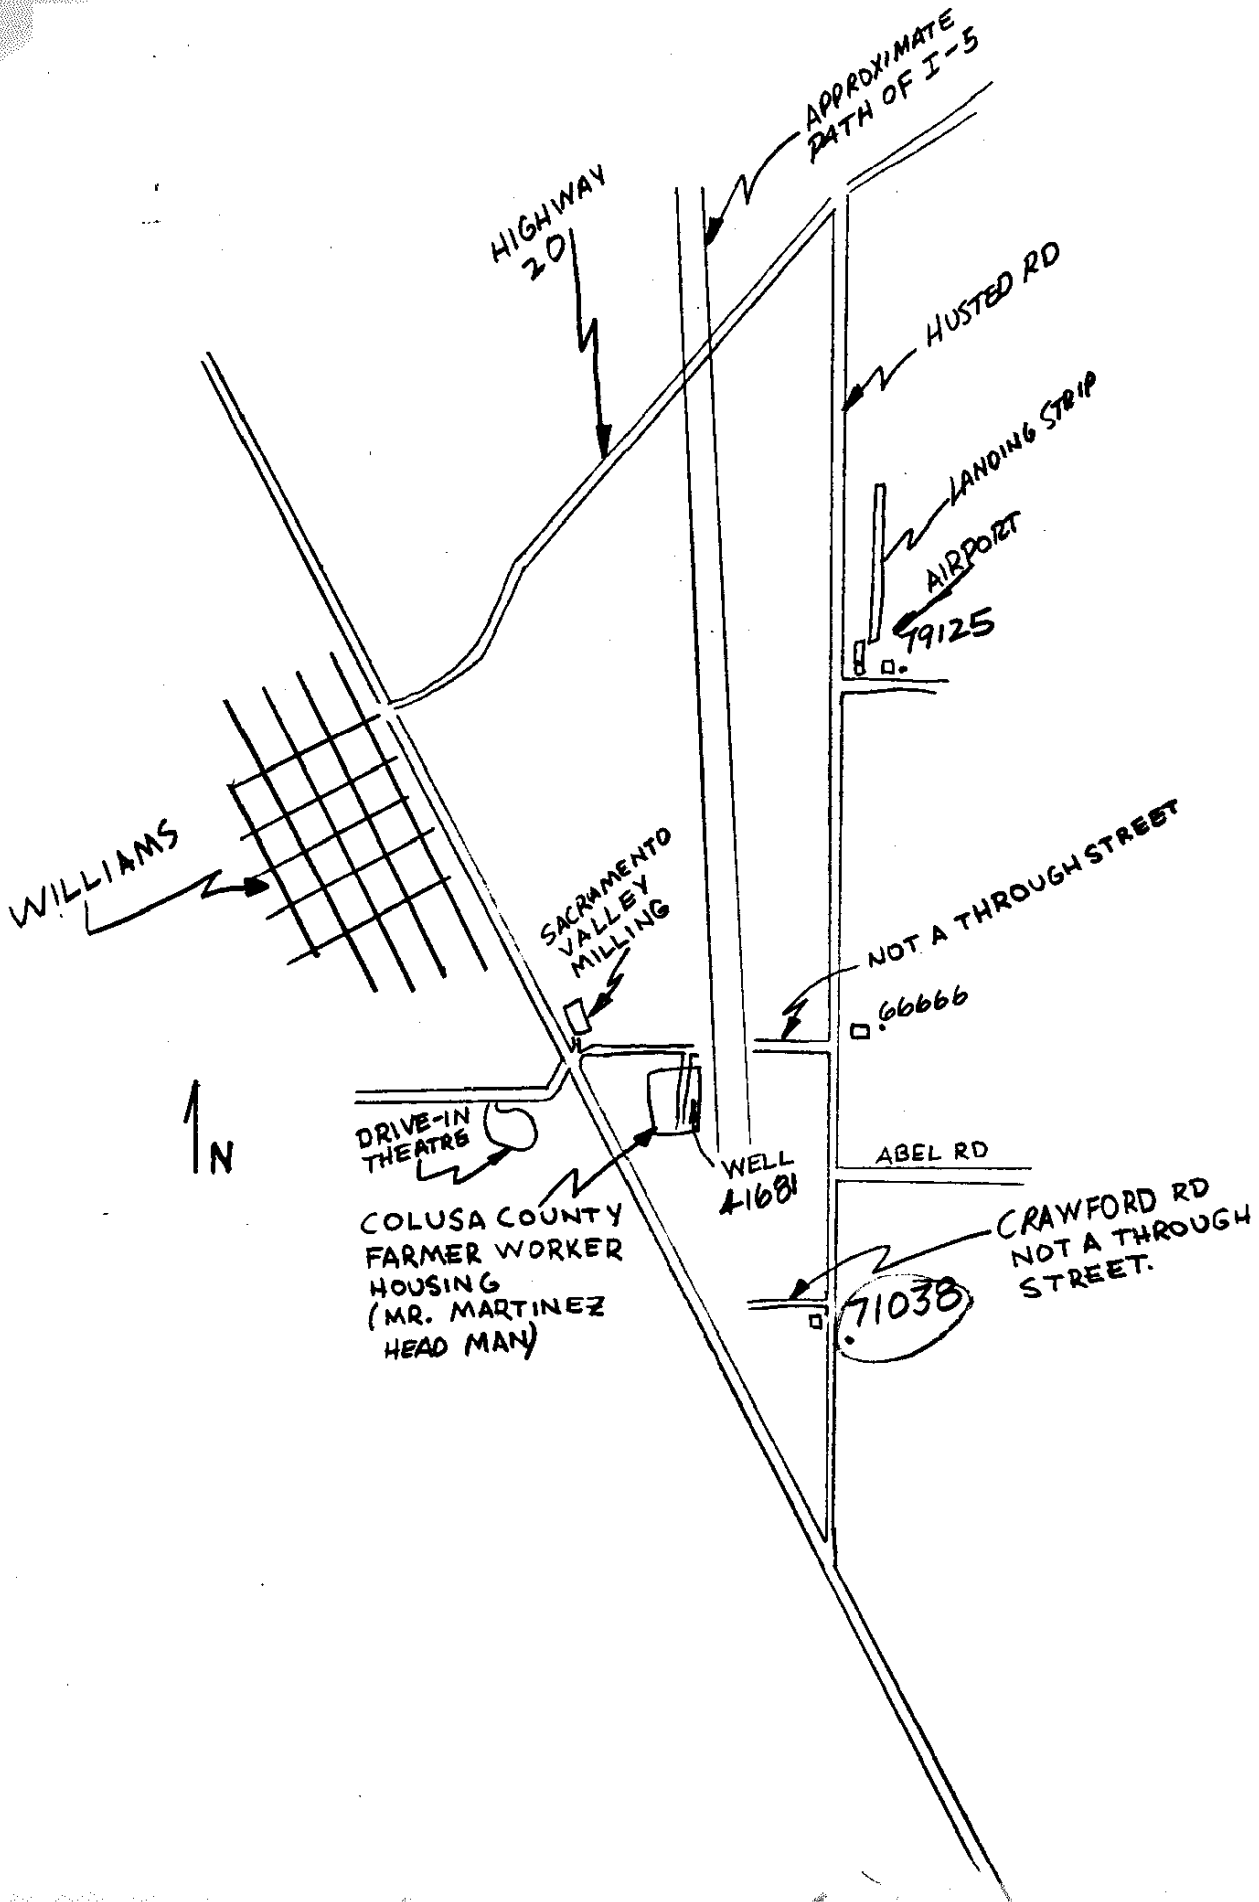 APPROXIMATE
PATH OF I-5
HIGHWAY
20
HUSTED RD
LANDING STRIP
AIRPORT
79125
WILLIAMS
SACRAMENTO
VALLEY
MILLING
NOT A THROUGH STREET
66666
N
DRIVE-IN
THEATRE
WELL
41681
ABEL RD
COLUSA COUNTY
FARMER WORKER
HOUSING
(MR. MARTINEZ
HEAD MAN)
CRAWFORD RD
NOT A THROUGH
STREET.
71038